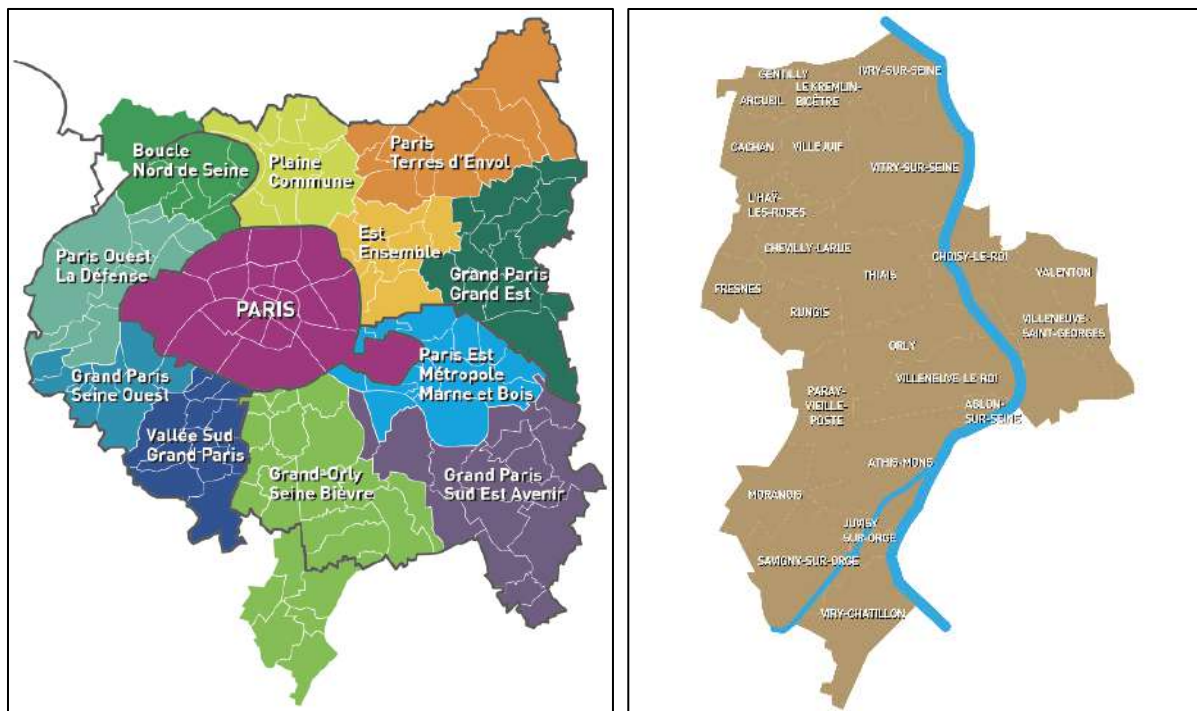 Boucle
Nord de Seine
Plaine
Commune
Paris
Terres d'Envol
Paris Ouest
La Défense
Est
Ensemble
Grand Paris
Grand Est
PARIS
Grand Paris
Seine Ouest
Paris Est
Métropole
Marne et Bois
Vallée Sud
Grand Paris
Grand-Orly
Seine Bièvre
Grand Paris
Sud Est Avenir
IVRY-SUR-SEINE
GENTILLY
LE KREMLIN-
BICÊTRE
ARCUEIL
CACHAN
VILLEJUIF
VITRY-SUR-SEINE
L'HAŸ-
LES-ROSES
CHEVILLY-LARUE
CHOISY-LE-ROI
THIAIS
VALENTON
FRESNES
RUNGIS
VILLENEUVE-
SAINT-GEORGES
ORLY
VILLENEUVE-LE-ROI
PARAY-
VIEILLE-
POSTE
ABLON-
SUR-SEINE
ATHIS-MONS
MORANGIS
JUVISY
SUR-ORGE
SAVIGNY-SUR-ORGE
VIRY-CHATILLON